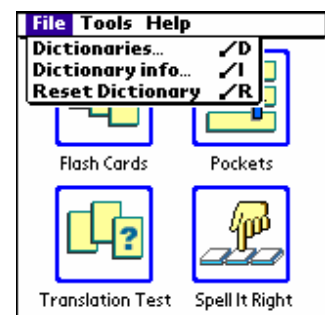 File Tools Help
Dictionaries... ✓D
Dictionary info... ✓I
Reset Dictionary ✓R
Flash Cards Pockets
?
Translation Test Spell It Right